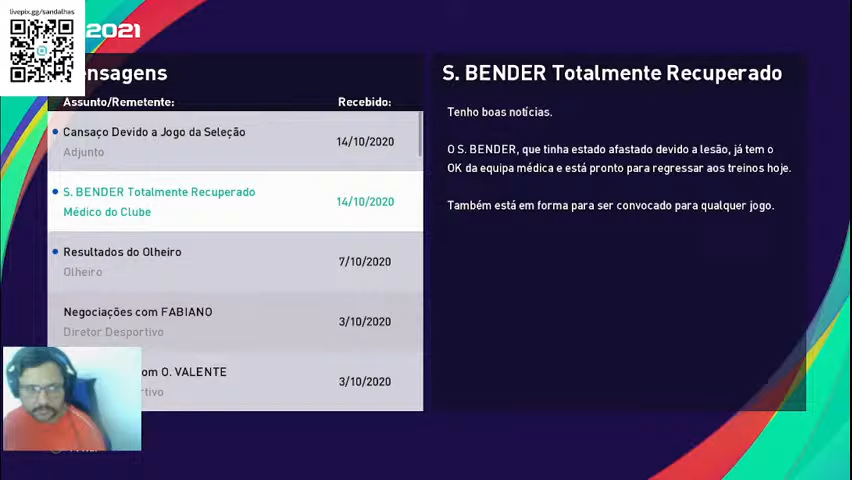 livepix.gg/sandalhas
2021
ensagens
Assunto/Remetente:
Recebido:
Cansaço Devido a Jogo da Seleção
Adjunto
14/10/2020
S. BENDER Totalmente Recuperado
Médico do Clube
14/10/2020
Resultados do Olheiro
Olheiro
7/10/2020
Negociações com FABIANO
Diretor Desportivo
3/10/2020
om O. VALENTE
rtivo
3/10/2020
S. BENDER Totalmente Recuperado
Tenho boas notícias.
O S. BENDER, que tinha estado afastado devido a lesão, já tem o
OK da equipa médica e está pronto para regressar aos treinos hoje.
Também está em forma para ser convocado para qualquer jogo.